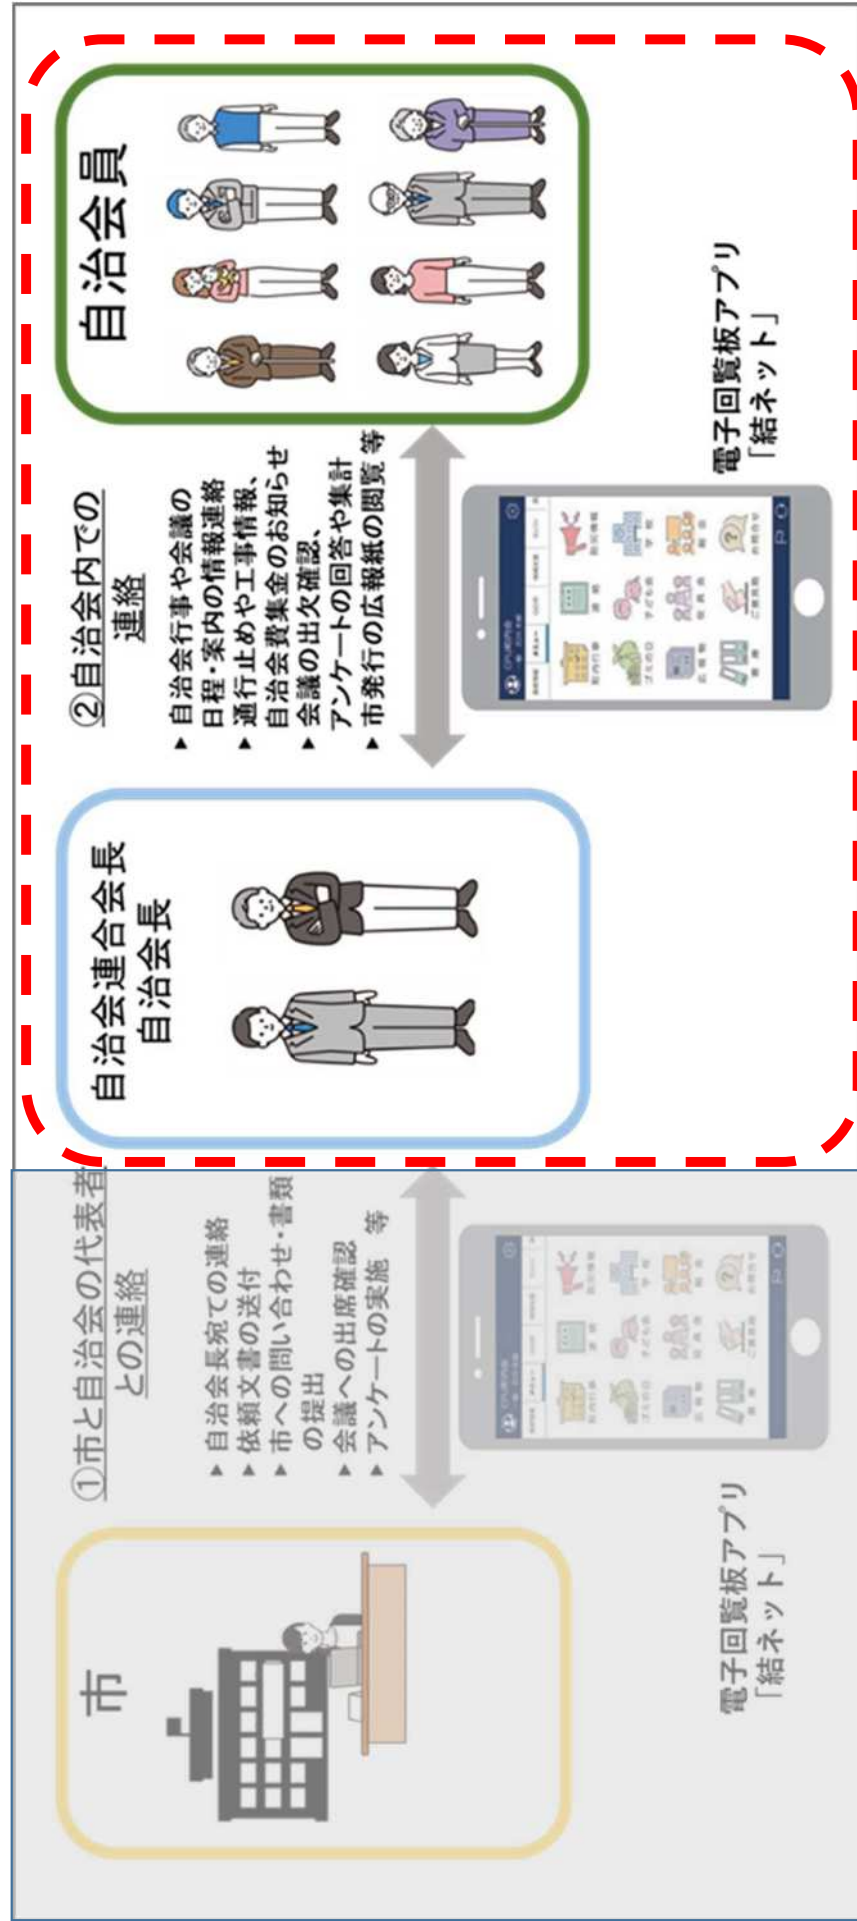 市
①市と自治会の代表者
との連絡
▶ 自治会長宛ての連絡
▶ 依頼文書の送付
▶ 市への問い合わせ・書類
の提出
▶ 会議への出席確認
▶ アンケートの実施 等
電子回覧板アプリ
「結ネット」
自治会連合会長
自治会長
②自治会内での
連絡
▶ 自治会行事や会議の
日程・案内の情報連絡
▶ 通行止めや工事情報、
自治会費集金のお知らせ
▶ 会議の出欠確認、
アンケートの回答や集計
▶ 市発行の広報紙の閲覧 等
電子回覧板アプリ
「結ネット」
自治会員